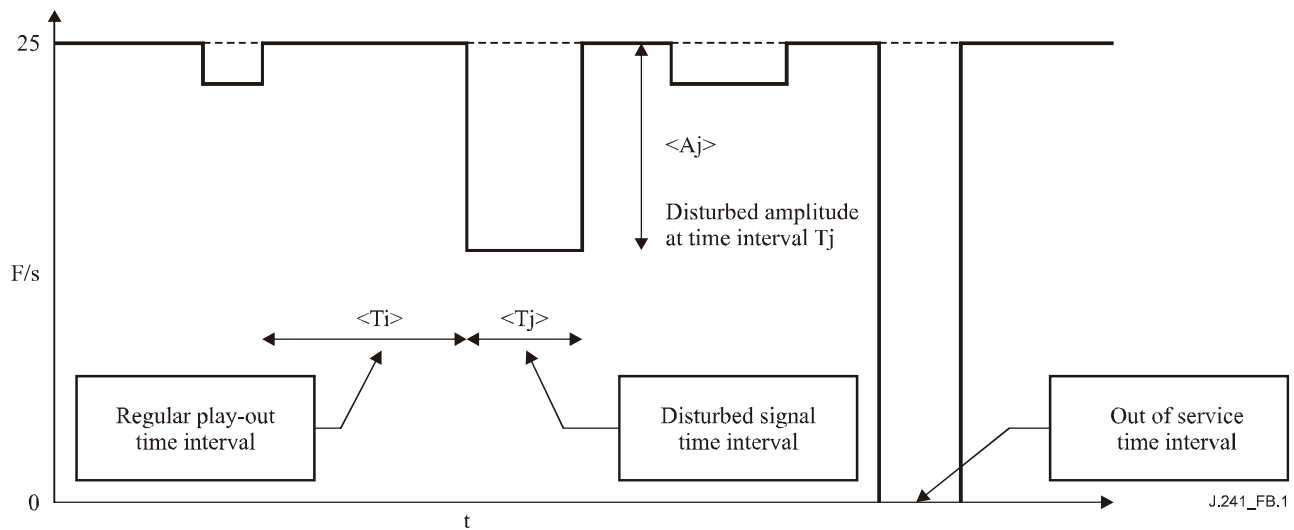 25
<Aj>
Disturbed amplitude
at time interval Tj
F/s
<Ti>
<Tj>
Regular play-out
time interval
Disturbed signal
time interval
Out of service
time interval
0
t
J.241_FB.1